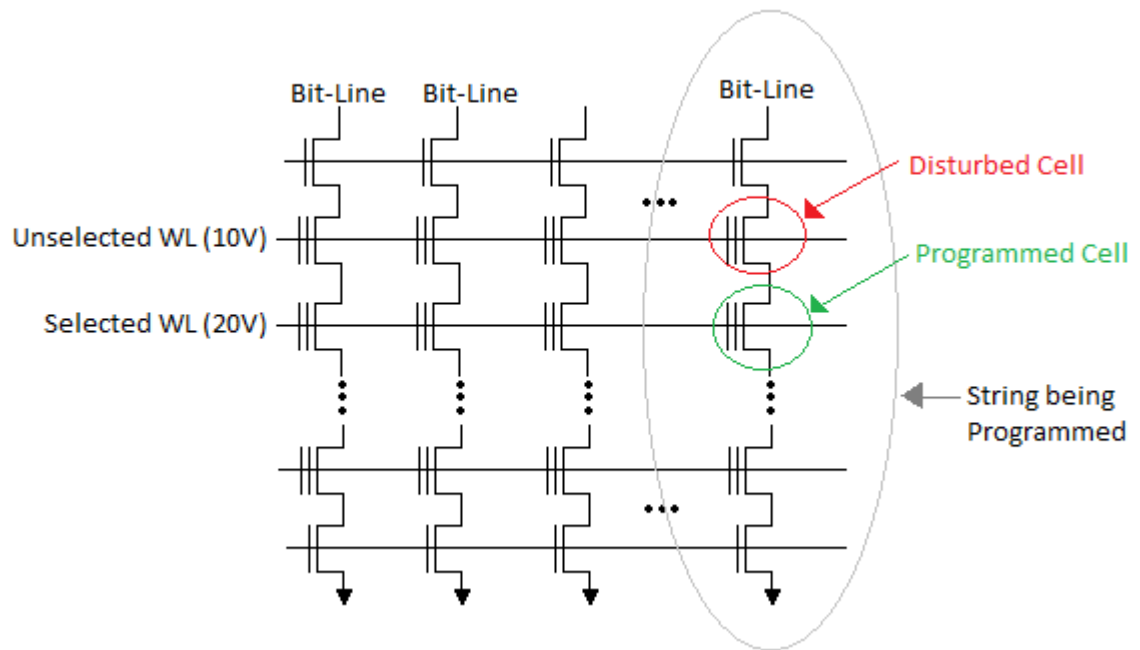 Bit-Line
Bit-Line
Bit-Line
Disturbed Cell
Unselected WL (10V)
Programmed Cell
Selected WL (20V)
String being
Programmed